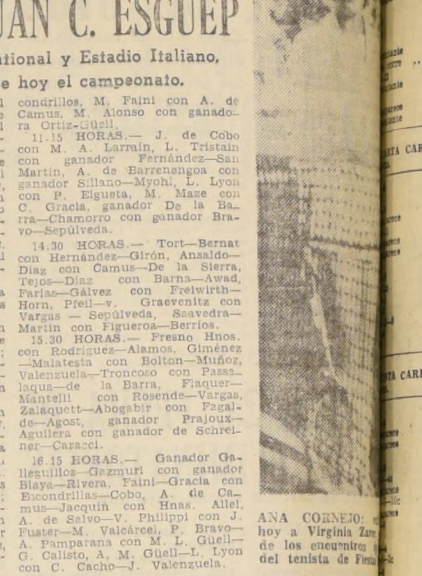 UAN C. ESGUEP
ational y Estadio Italiano,
e hoy el campeonato.
condrillos, M. Faini con A. de
Camus, M. Alonso con ganado—
ra Ortiz-Güell.
11.15 HORAS.— J. de Cobo
con M. A. Larraín, L. Tristain
con ganador Fernández—San
Martín, A. de Barrenengoa con
ganador Sillano—Myohl, L. Lyon
con P. Elgueta, M. Maze con
C. Gracia, ganador De la Ba—
rra—Chamorro con ganador Bra—
vo—Sepúlveda.
14.30 HORAS.— Tort—Bernat
con Hernández—Girón, Ansaldo—
Díaz con Camus—De la Sierra,
Tejos—Díaz con Barna—Awad,
Farías—Gálvez con Freiwirth—
Horn, Pfeil—v. Graevenitz con
Vargas — Sepúlveda, Saavedra—
Martín con Figueroa—Berríos.
15.30 HORAS.— Fresno Hnos.
con Rodríguez—Alamos, Giménez
—Malatesta con Bolton—Muñoz,
Valenzuela—Troncoso con Passa—
laqua—de la Barra, Flaquer—
Mantelli con Rosende—Vargas,
Zalaquett—Abogabir con Fagal—
de—Agost, ganador Prajoux—
Aguilera con ganador de Schrei—
ner—Caracci.
16.15 HORAS.— Ganador Ga—
lleguillos—Gazmuri con ganador
Blaya—Rivera, Faini—Gracia con
Escondrillas—Cobo, A. de Ca—
mus—Jacquín con Hnas. Allel,
A. de Salvo—V. Philippi con J.
Fuster—M. Valcárcel, P. Bravo—
A. Pamparana con M. L. Güell—
G. Calisto, A. M. Güell—L. Lyon
con C. Cacho—J. Valenzuela.
ANA CORNEJO:
hoy a Virginia
de los encuentros
del tenista de